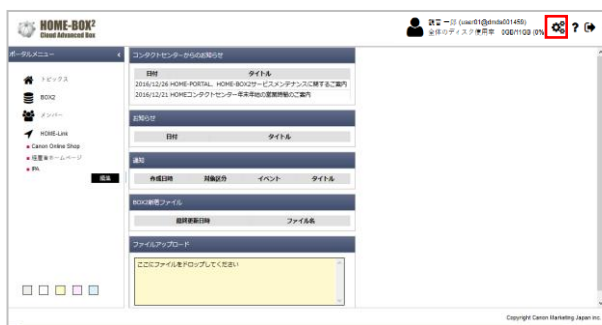 HOME-BOX²
Cloud Advanced Box
(user01@dmda001459)
全体のディスク使用率 0GB/11GB (0%
?
ポータルメニュー
トピックス
BOX2
メンバー
HOME-Link
Canon Online Shop
IPA
編集
コンタクトセンターからのお知らせ
日付 タイトル
2016/12/26 HOME-PORTAL、HOME-BOX2サービスメンテナンスに関するご案内
2016/12/21 HOMEコンタクトセンター年末年始の営業時間のご案内
お知らせ
日付 タイトル
通知
作成日時 対象区分 イベント タイトル
BOX2新着ファイル
最終更新日時 ファイル名
ファイルアップロード
ここにファイルをドロップしてください
Copyright Canon Marketing Japan Inc.